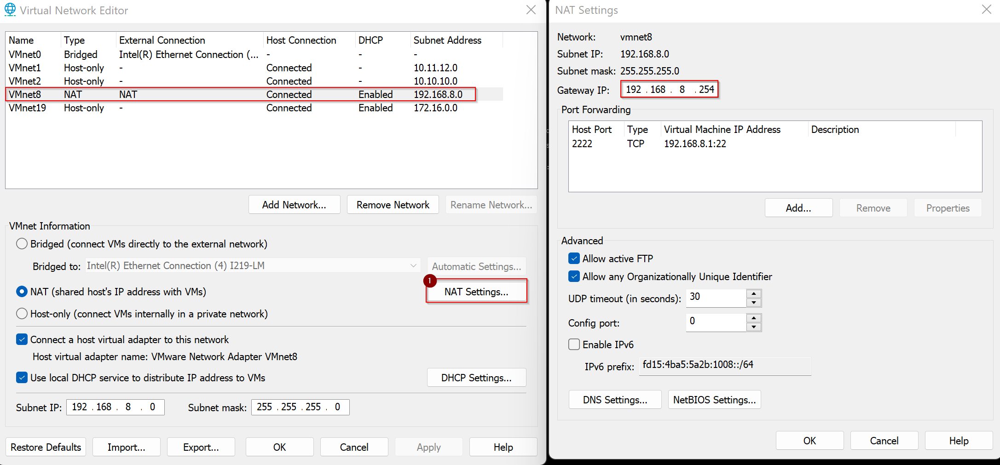 Virtual Network Editor
Name Type External Connection Host Connection DHCP Subnet Address
VMnet0 Bridged Intel(R) Ethernet Connection (... - - -
VMnet1 Host-only - Connected - 10.11.12.0
VMnet2 Host-only - Connected - 10.10.10.0
VMnet8 NAT NAT Connected Enabled 192.168.8.0
VMnet19 Host-only - Connected Enabled 172.16.0.0
Add Network... Remove Network Rename Network...
VMnet Information
Bridged (connect VMs directly to the external network)
Bridged to: Intel(R) Ethernet Connection (4) I219-LM Automatic Settings...
1
NAT (shared host's IP address with VMs) NAT Settings...
Host-only (connect VMs internally in a private network)
Connect a host virtual adapter to this network
Host virtual adapter name: VMware Network Adapter VMnet8
Use local DHCP service to distribute IP address to VMs DHCP Settings...
Subnet IP: 192 . 168 . 8 . 0 Subnet mask: 255 . 255 . 255 . 0
Restore Defaults Import... Export... OK Cancel Apply Help
NAT Settings
Network: vmnet8
Subnet IP: 192.168.8.0
Subnet mask: 255.255.255.0
Gateway IP: 192 . 168 . 8 . 254
Port Forwarding
Host Port Type Virtual Machine IP Address Description
2222 TCP 192.168.8.1:22
Add... Remove Properties
Advanced
Allow active FTP
Allow any Organizationally Unique Identifier
UDP timeout (in seconds): 30
Config port: 0
Enable IPv6
IPv6 prefix: fd15:4ba5:5a2b:1008::/64
DNS Settings... NetBIOS Settings...
OK Cancel Help